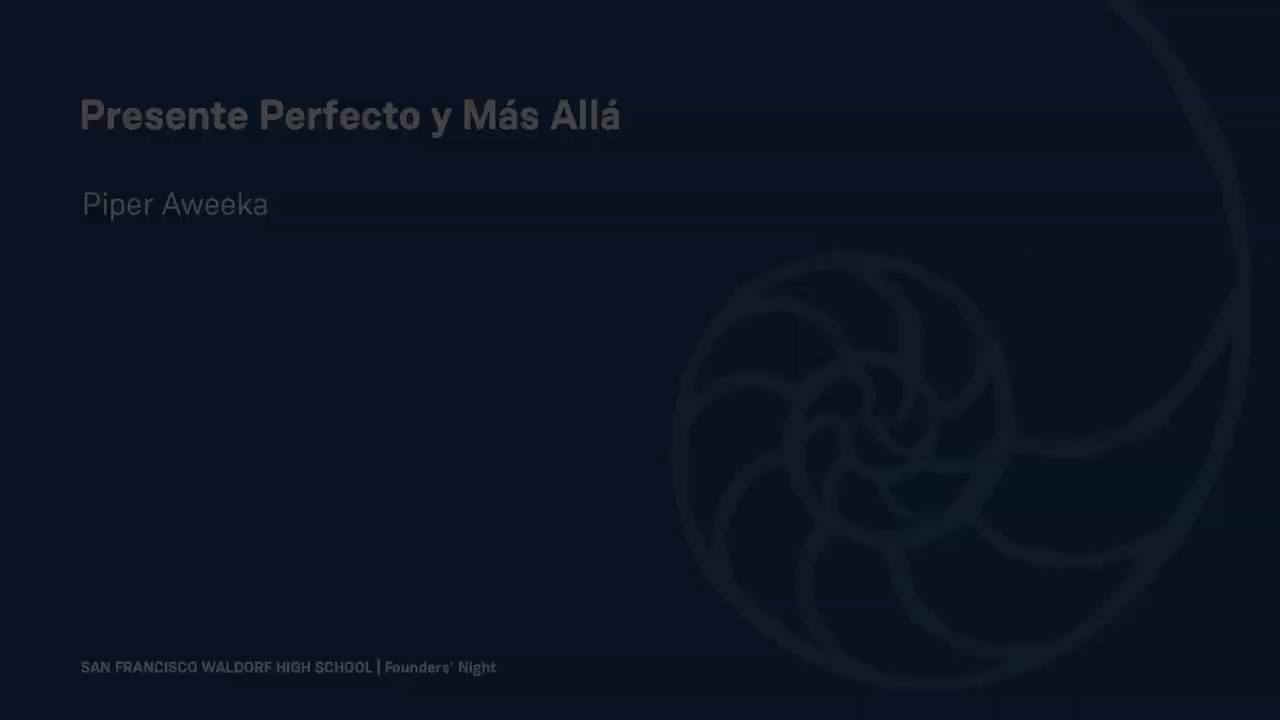 Presente Perfecto y Más Allá
Piper Aweeka
SAN FRANCISCO WALDORF HIGH SCHOOL | Founders' Night